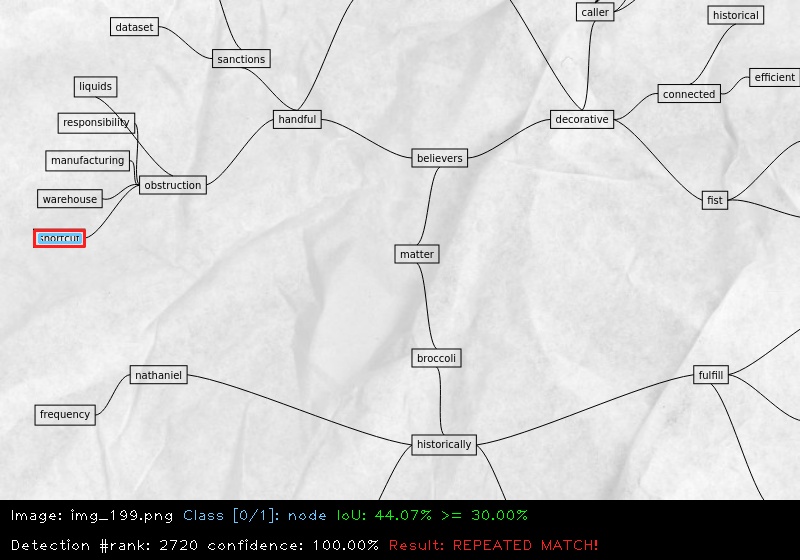 caller
historical
dataset
sanctions
efficient
liquids
connected
responsibility
handful
decorative
manufacturing
believers
obstruction
warehouse
fist
shortcut
matter
broccoli
nathaniel
fulfill
frequency
historically
Image: img_199.png Class [0/1]: node IoU: 44.07% >= 30.00%
Detection #rank: 2720 confidence: 100.00% Result: REPEATED MATCH!